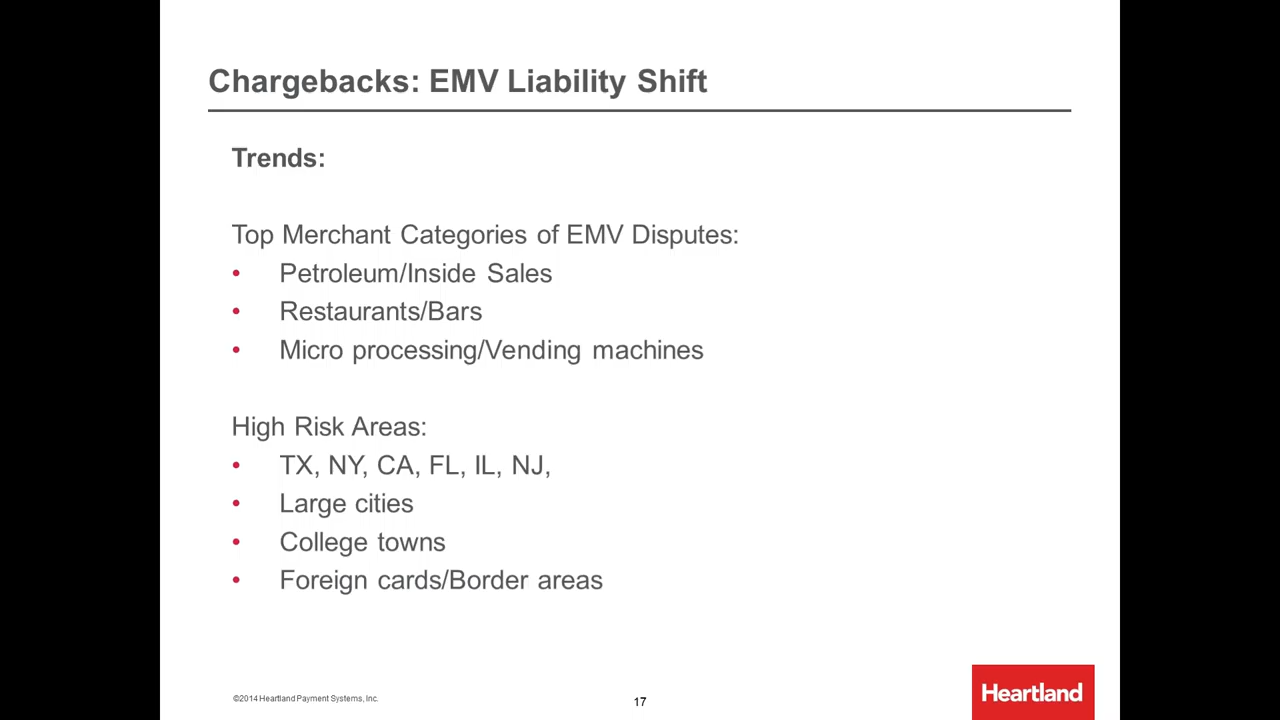 Chargebacks: EMV Liability Shift
Trends:
Top Merchant Categories of EMV Disputes:
• Petroleum/Inside Sales
• Restaurants/Bars
• Micro processing/Vending machines
High Risk Areas:
• TX, NY, CA, FL, IL, NJ,
• Large cities
• College towns
• Foreign cards/Border areas
©2014 Heartland Payment Systems, Inc.
17
Heartland